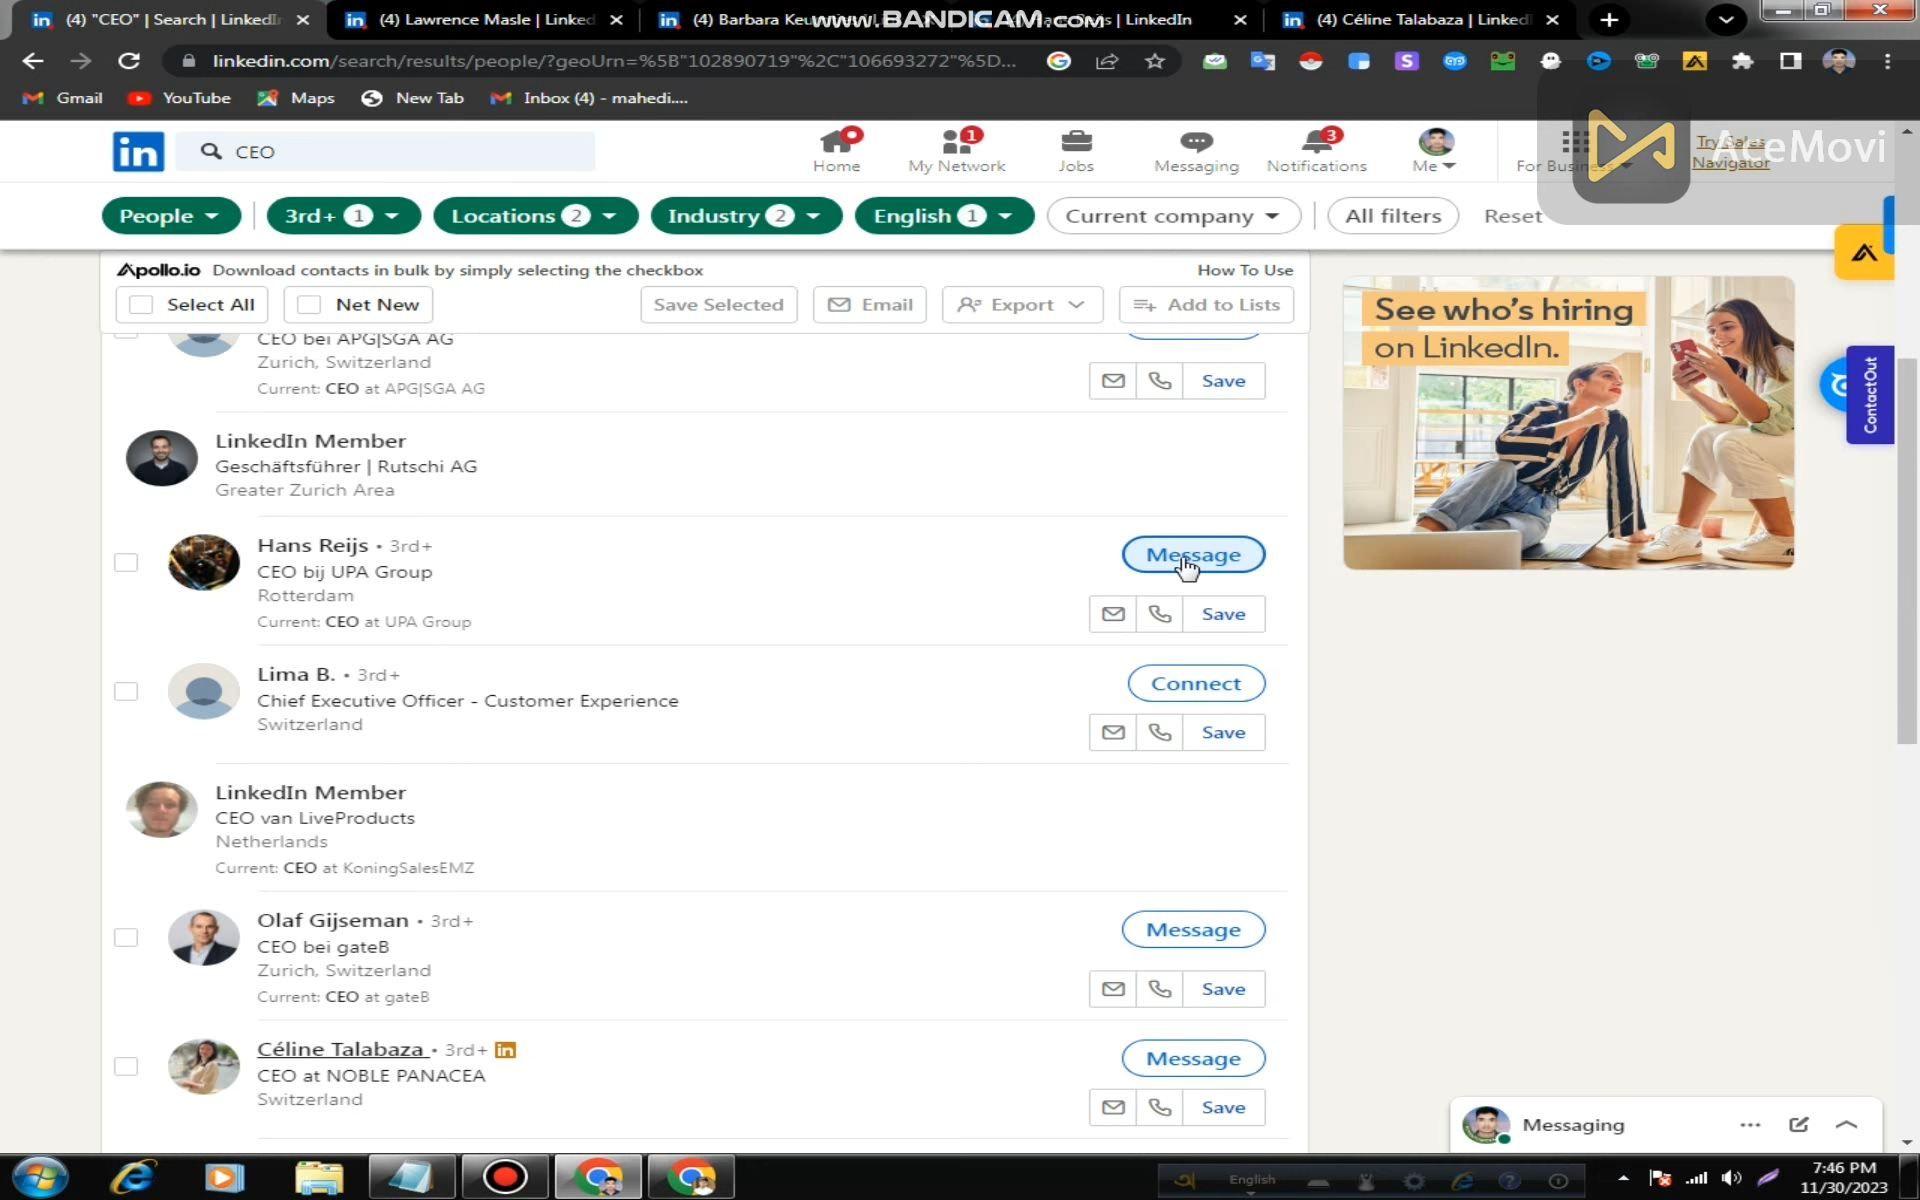 (4) "CEO" | Search | LinkedIn
(4) Lawrence Masle | Linked
(4) Barbara Keu
| LinkedIn
(4) Céline Talabaza | Linked
www.BANDICAM.com
linkedin.com/search/results/people/?geoUrn=%5B"102890719"%2C"106693272"%5D...
Gmail
YouTube
Maps
New Tab
Inbox (4) - mahedi....
CEO
Home
My Network
1
Jobs
Messaging
Notifications
3
Me
For Business
Try Sales
Navigator
AceMovi
People
3rd+ 1
Locations 2
Industry 2
English 1
Current company
All filters
Reset
Apollo.io Download contacts in bulk by simply selecting the checkbox
How To Use
Select All
Net New
Save Selected
Email
Export
Add to Lists
CEO bei APG|SGA AG
Zurich, Switzerland
Current: CEO at APG|SGA AG
Save
LinkedIn Member
Geschäftsführer | Rutschi AG
Greater Zurich Area
Hans Reijs • 3rd+
CEO bij UPA Group
Rotterdam
Current: CEO at UPA Group
Message
Save
Lima B. • 3rd+
Chief Executive Officer - Customer Experience
Switzerland
Connect
Save
LinkedIn Member
CEO van LiveProducts
Netherlands
Current: CEO at KoningSalesEMZ
Olaf Gijseman • 3rd+
CEO bei gateB
Zurich, Switzerland
Current: CEO at gateB
Message
Save
Céline Talabaza • 3rd+ in
CEO at NOBLE PANACEA
Switzerland
Message
Save
See who's hiring
on LinkedIn.
ContactOut
Messaging
English
7:46 PM
11/30/2023